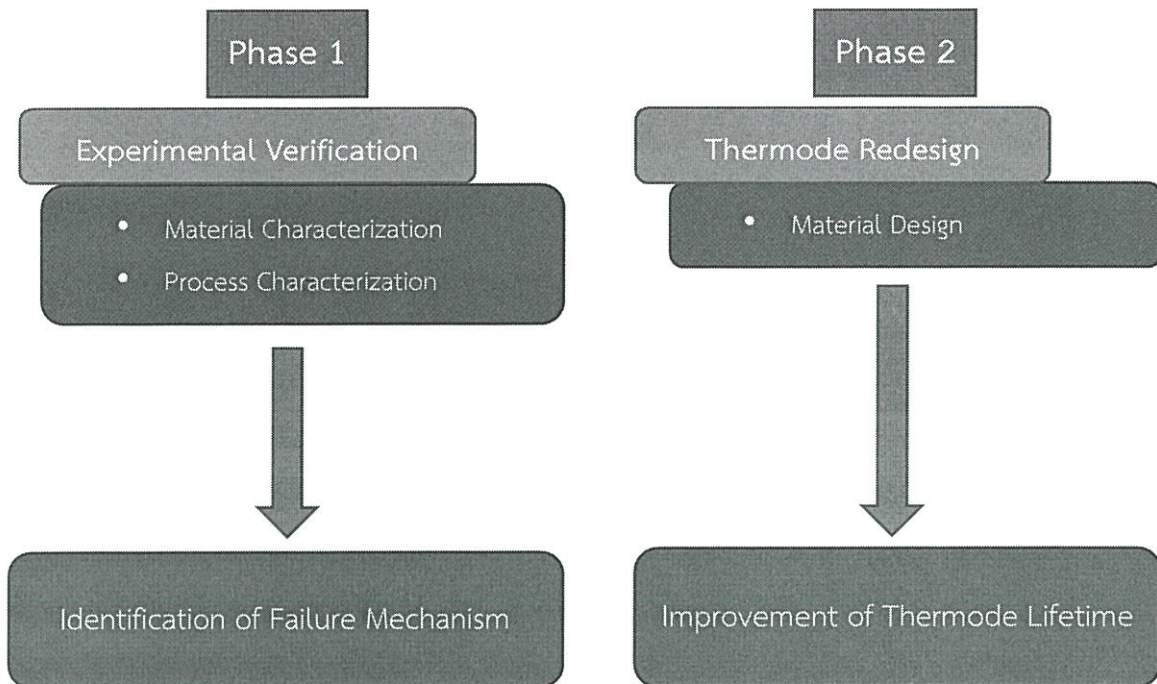 Phase 1
Experimental Verification
• Material Characterization
• Process Characterization
Identification of Failure Mechanism
Phase 2
Thermode Redesign
• Material Design
Improvement of Thermode Lifetime